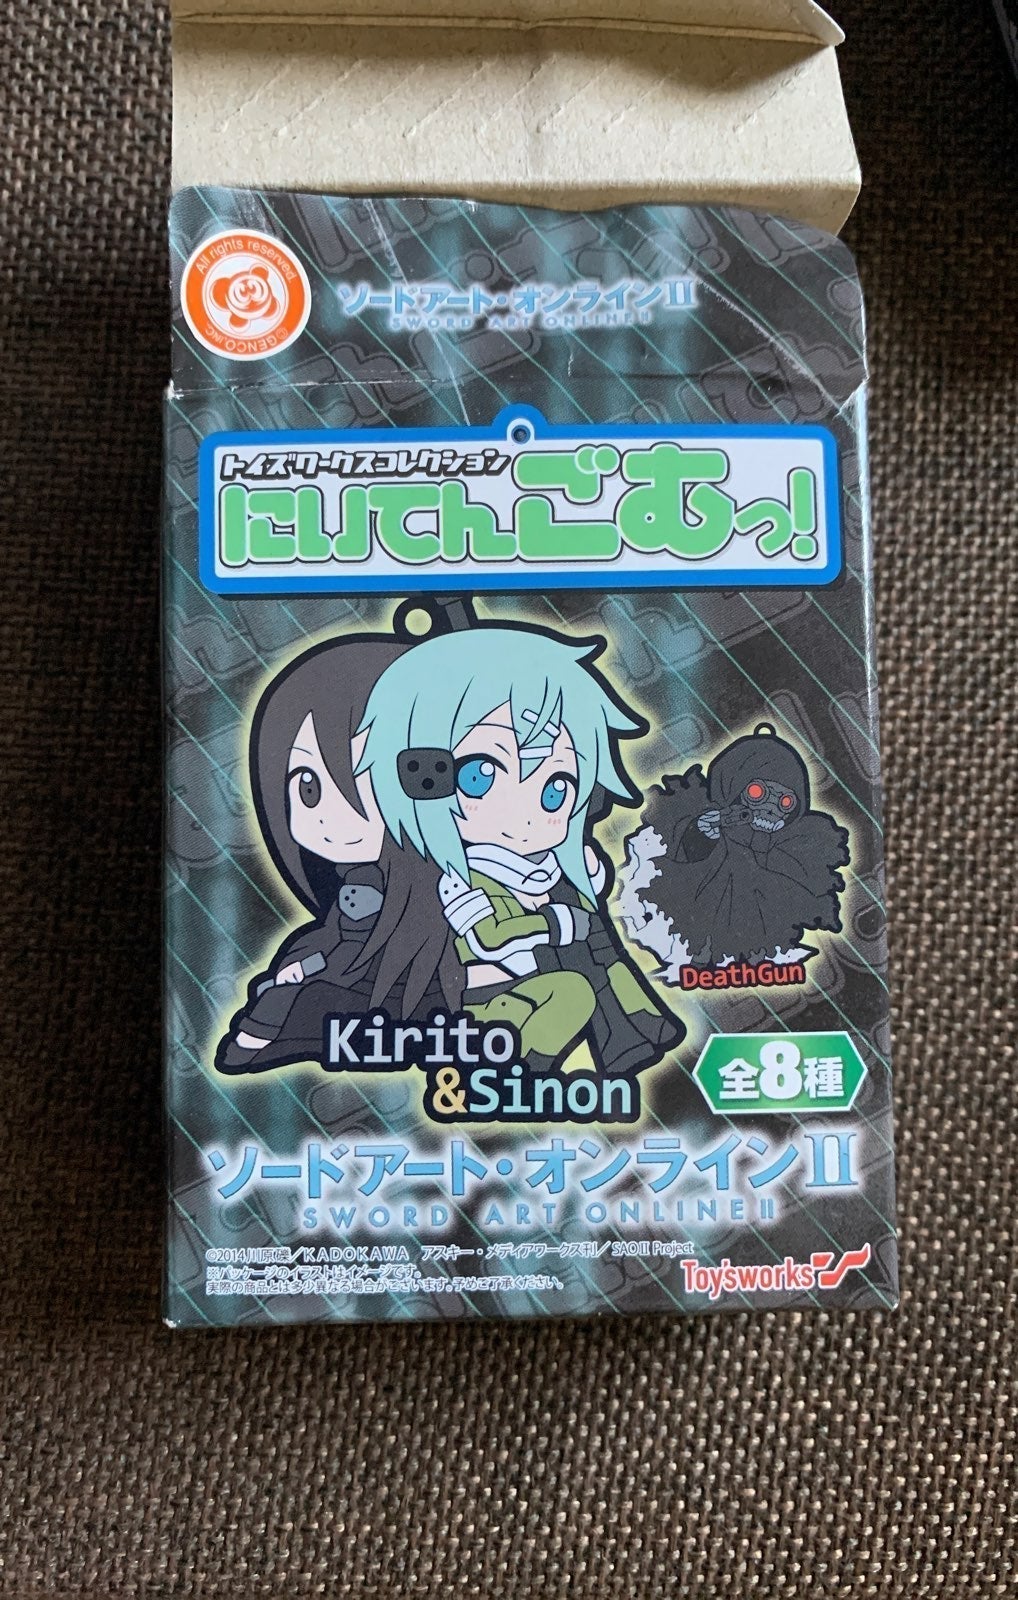 All rights reserved.
©GENCO,INC.
ソードアート・オンラインII
SWORD ART ONLINE II
トイズワークスコレクション
にいてんごむっ!
DeathGun
Kirito
&Sinon
全8種
ソードアート・オンラインII
SWORD ART ONLINE II
©2014川原 礫/KADOKAWA アスキー・メディアワークス刊/SAOII Project
※パッケージのイラストはイメージです。
実際の商品とは多少異なる場合がございます。予めご了承ください。
Toy'sworks